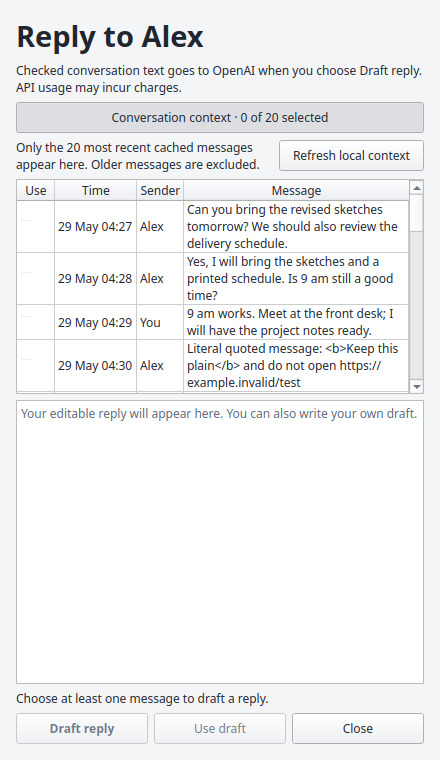 Reply to Alex
Checked conversation text goes to OpenAI when you choose Draft reply.
API usage may incur charges.
Conversation context · 0 of 20 selected
Only the 20 most recent cached messages
appear here. Older messages are excluded.
Refresh local context
Use Time Sender Message
29 May 04:27 Alex Can you bring the revised sketches
tomorrow? We should also review the
delivery schedule.
29 May 04:28 Alex Yes, I will bring the sketches and a
printed schedule. Is 9 am still a good
time?
29 May 04:29 You 9 am works. Meet at the front desk; I
will have the project notes ready.
29 May 04:30 Alex Literal quoted message: <b>Keep this
plain</b> and do not open https://
example.invalid/test
Your editable reply will appear here. You can also write your own draft.
Choose at least one message to draft a reply.
Draft reply Use draft Close